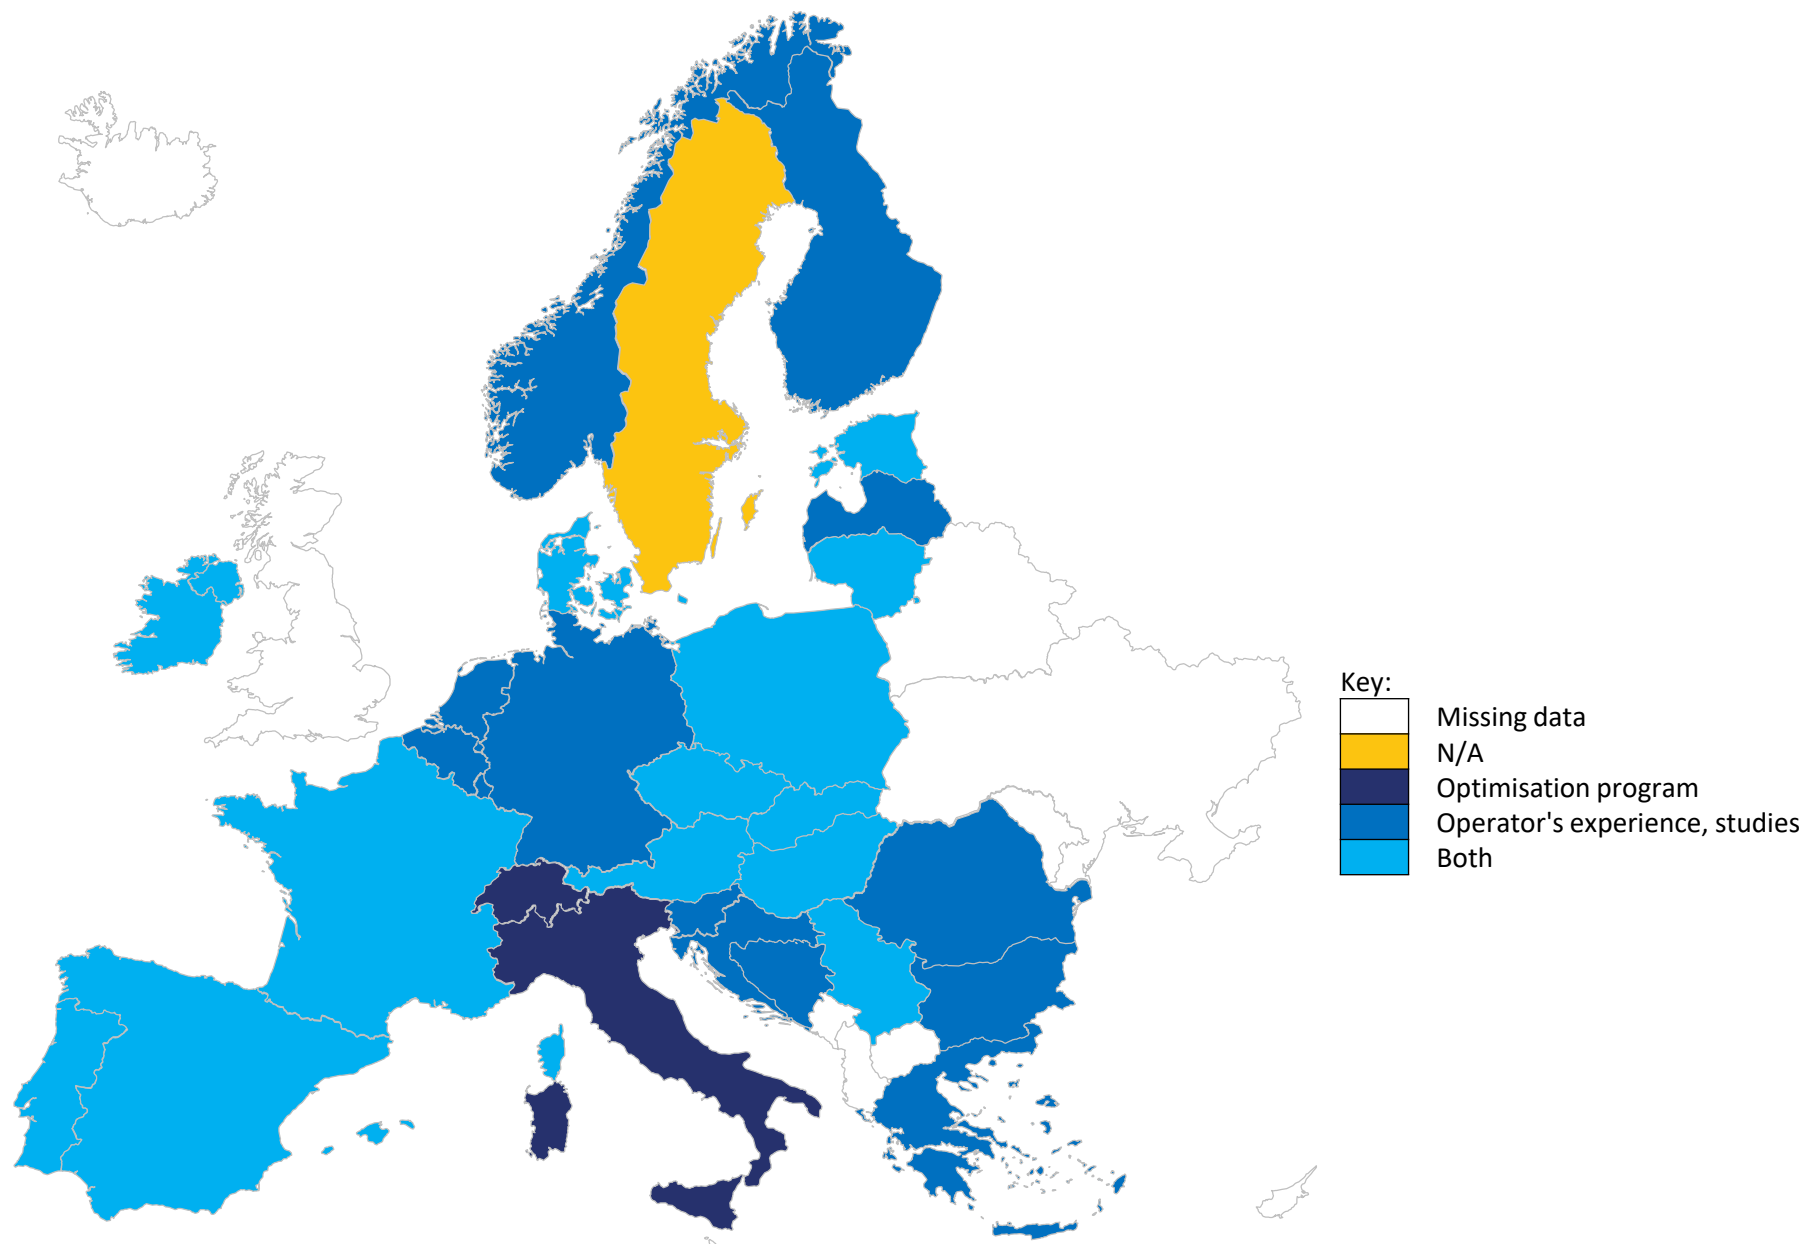 Key:
Missing data
N/A
Optimisation program
Operator's experience, studies
Both